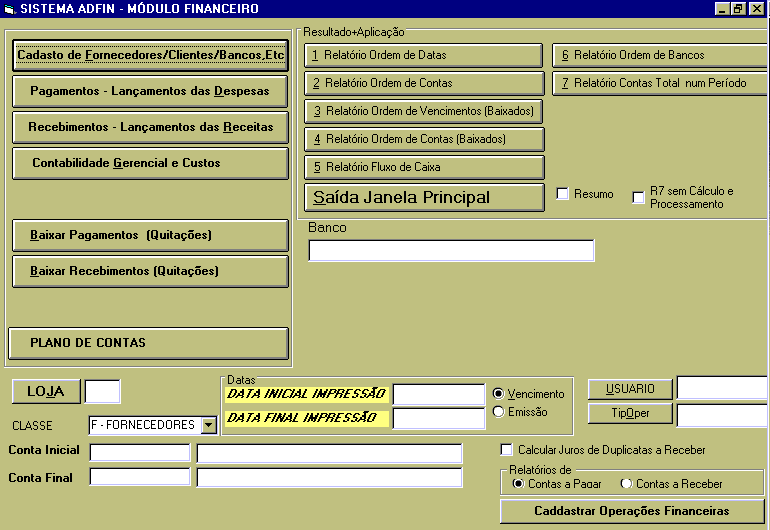 SISTEMA ADFIN - MÓDULO FINANCEIRO
Cadasto de Fornecedores/Clientes/Bancos,Etc
Pagamentos - Lançamentos das Despesas
Recebimentos - Lançamentos das Receitas
Contabilidade Gerencial e Custos
Baixar Pagamentos (Quitações)
Baixar Recebimentos (Quitações)
PLANO DE CONTAS
Resultado+Aplicação
1 Relatório Ordem de Datas
2 Relatório Ordem de Contas
3 Relatório Ordem de Vencimentos (Baixados)
4 Relatório Ordem de Contas (Baixados)
5 Relatório Fluxo de Caixa
Saída Janela Principal
6 Relatório Ordem de Bancos
7 Relatório Contas Total num Período
Resumo
R7 sem Cálculo e
Processamento
Banco
LOJA
CLASSE
F - FORNECEDORES
Datas
DATA INICIAL IMPRESSÃO
DATA FINAL IMPRESSÃO
Vencimento
Emissão
USUARIO
TipOper
Conta Inicial
Conta Final
Calcular Juros de Duplicatas a Receber
Relatórios de
Contas a Pagar
Contas a Receber
Caddastrar Operações Financeiras